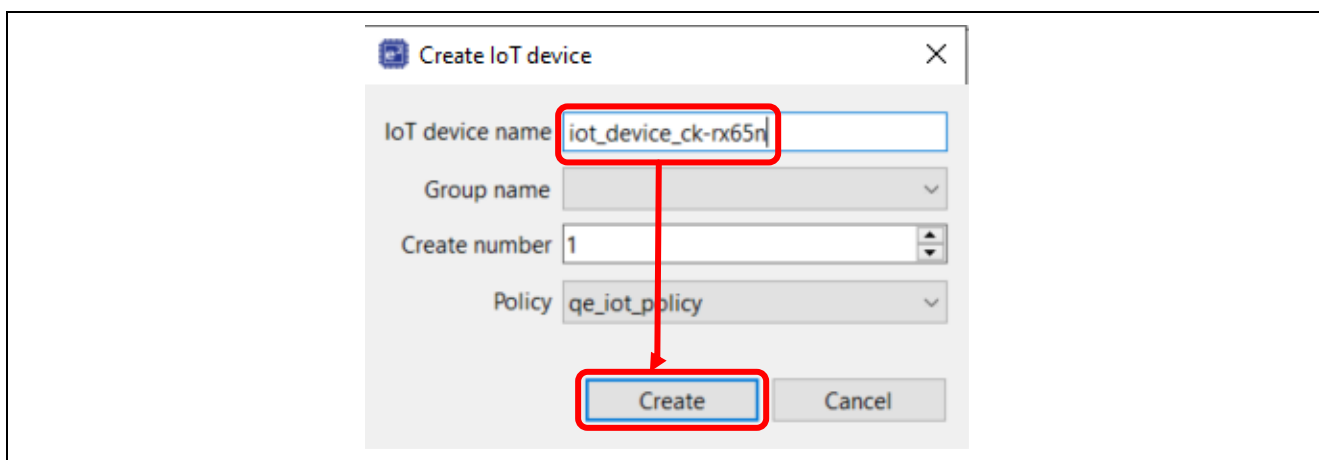 Create IoT device
IoT device name iot_device_ck-rx65n
Group name
Create number 1
Policy qe_iot_policy
Create Cancel